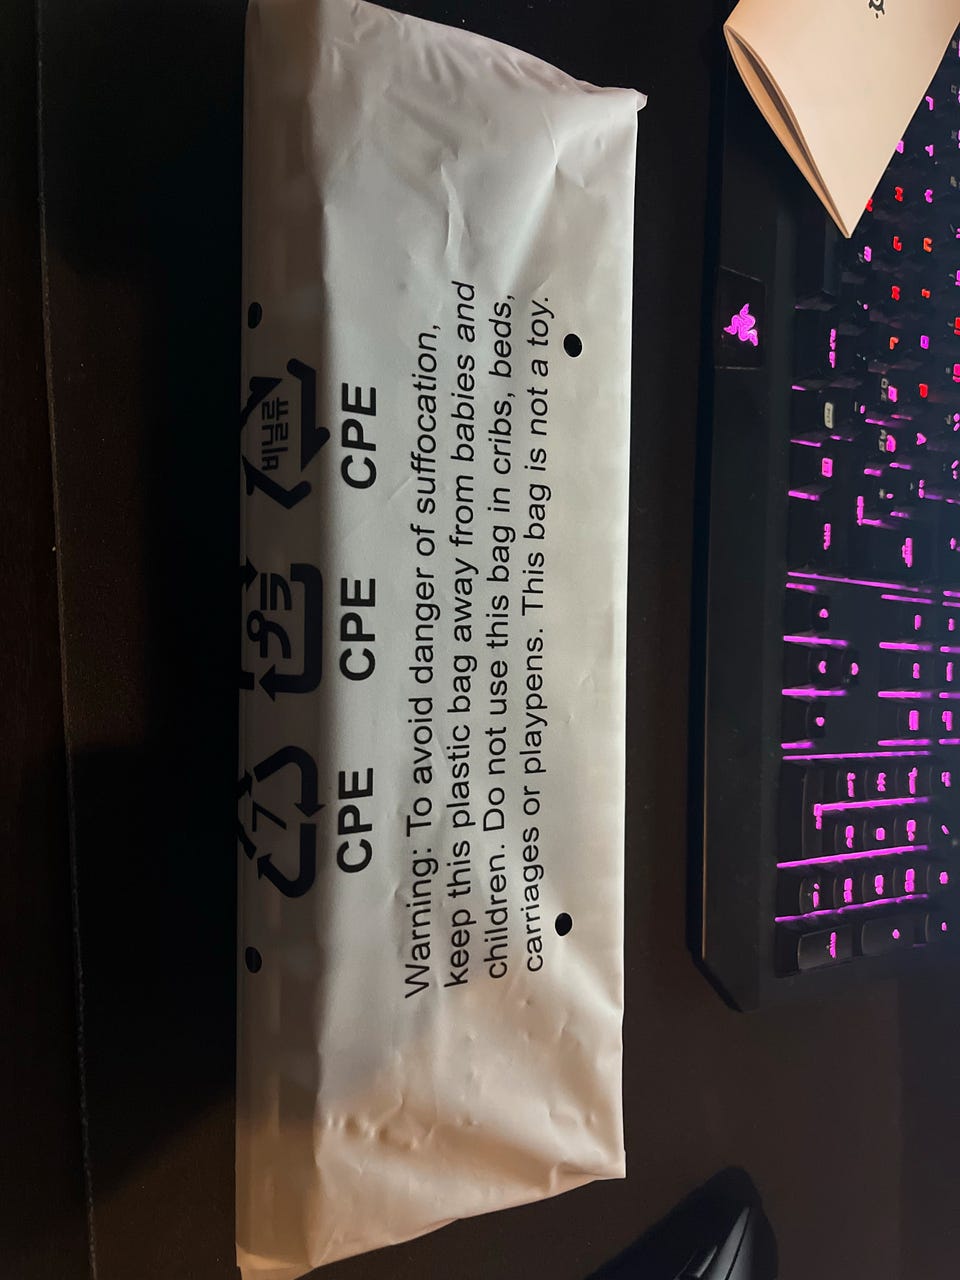 7 비닐류
CPE CPE CPE
Warning: To avoid danger of suffocation,
keep this plastic bag away from babies and
children. Do not use this bag in cribs, beds,
carriages or playpens. This bag is not a toy.